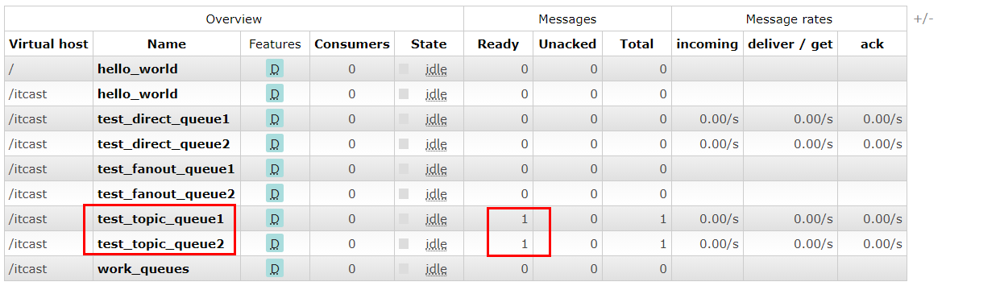 Overview Messages Message rates +/-
Virtual host Name Features Consumers State Ready Unacked Total incoming deliver / get ack
/ hello_world D 0 idle 0 0 0
/itcast hello_world D 0 idle 0 0 0
/itcast test_direct_queue1 D 0 idle 0 0 0 0.00/s 0.00/s 0.00/s
/itcast test_direct_queue2 D 0 idle 0 0 0 0.00/s 0.00/s 0.00/s
/itcast test_fanout_queue1 D 0 idle 0 0 0
/itcast test_fanout_queue2 D 0 idle 0 0 0
/itcast test_topic_queue1 D 0 idle 1 0 1 0.00/s 0.00/s 0.00/s
/itcast test_topic_queue2 D 0 idle 1 0 1 0.00/s 0.00/s 0.00/s
/itcast work_queues D 0 idle 0 0 0